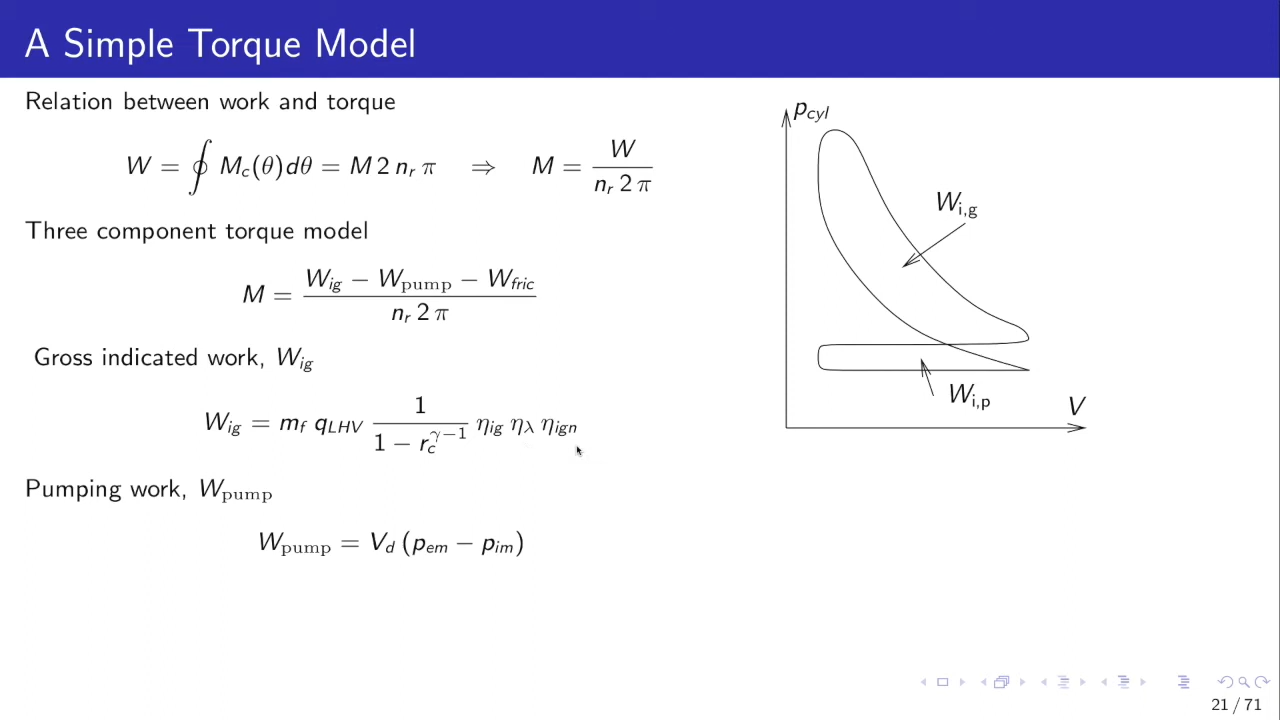 A Simple Torque Model
Relation between work and torque
W = ∮ M_c(θ)dθ = M 2 n_r π ⇒ M = W / (n_r 2 π)
Three component torque model
M = (W_ig − W_pump − W_fric) / (n_r 2 π)
Gross indicated work, W_ig
W_ig = m_f q_LHV 1 / (1 − r_c^{γ−1}) η_ig η_λ η_ign
Pumping work, W_pump
W_pump = V_d (p_em − p_im)
p_cyl
W_i,g
W_i,p
V
21 / 71